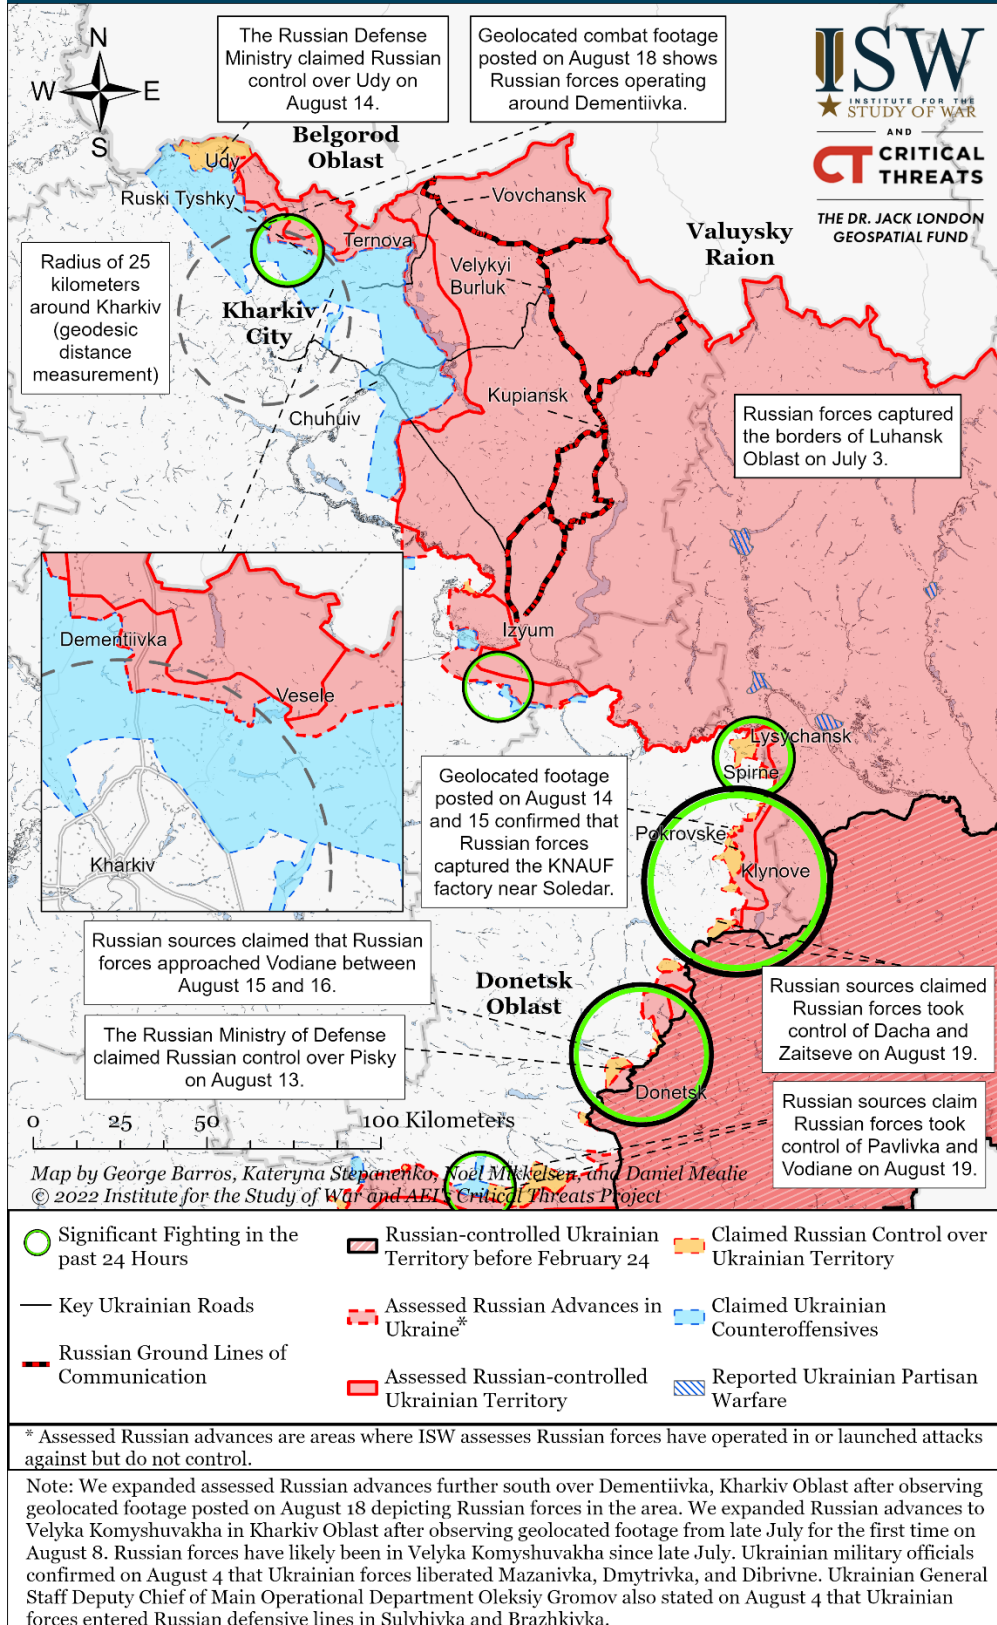 The Russian Defense
Ministry claimed Russian
control over Udy on
August 14.
Geolocated combat footage
posted on August 18 shows
Russian forces operating
around Dementiivka.
ISW
INSTITUTE FOR THE
STUDY OF WAR
AND
CT CRITICAL
THREATS
THE DR. JACK LONDON
GEOSPATIAL FUND
N
W E
S
Belgorod
Oblast
Udy
Ruski Tyshky
Ternova
Vovchansk
Velykyi
Burluk
Valuysky
Raion
Radius of 25
kilometers
around Kharkiv
(geodesic
distance
measurement)
Kharkiv
City
Chuhuiv
Kupiansk
Russian forces captured
the borders of Luhansk
Oblast on July 3.
Dementiivka
Vesele
Kharkiv
Izyum
Lysychansk
Spirne
Pokrovske
Klynove
Geolocated footage
posted on August 14
and 15 confirmed that
Russian forces
captured the KNAUF
factory near Soledar.
Russian sources claimed that Russian
forces approached Vodiane between
August 15 and 16.
Donetsk
Oblast
Russian sources claimed
Russian forces took
control of Dacha and
Zaitseve on August 19.
The Russian Ministry of Defense
claimed Russian control over Pisky
on August 13.
Donetsk
Russian sources claim
Russian forces took
control of Pavlivka and
Vodiane on August 19.
0 25 50 100 Kilometers
Map by George Barros, Kateryna Stepanenko, Noel Mikkelsen, and Daniel Mealie
© 2022 Institute for the Study of War and AEI's Critical Threats Project
Significant Fighting in the
past 24 Hours
Key Ukrainian Roads
Russian Ground Lines of
Communication
Russian-controlled Ukrainian
Territory before February 24
Assessed Russian Advances in
Ukraine*
Assessed Russian-controlled
Ukrainian Territory
Claimed Russian Control over
Ukrainian Territory
Claimed Ukrainian
Counteroffensives
Reported Ukrainian Partisan
Warfare
* Assessed Russian advances are areas where ISW assesses Russian forces have operated in or launched attacks
against but do not control.
Note: We expanded assessed Russian advances further south over Dementiivka, Kharkiv Oblast after observing
geolocated footage posted on August 18 depicting Russian forces in the area. We expanded Russian advances to
Velyka Komyshuvakha in Kharkiv Oblast after observing geolocated footage from late July for the first time on
August 8. Russian forces have likely been in Velyka Komyshuvakha since late July. Ukrainian military officials
confirmed on August 4 that Ukrainian forces liberated Mazanivka, Dmytrivka, and Dibrivne. Ukrainian General
Staff Deputy Chief of Main Operational Department Oleksiy Gromov also stated on August 4 that Ukrainian
forces entered Russian defensive lines in Sulyhivka and Brazhkivka.